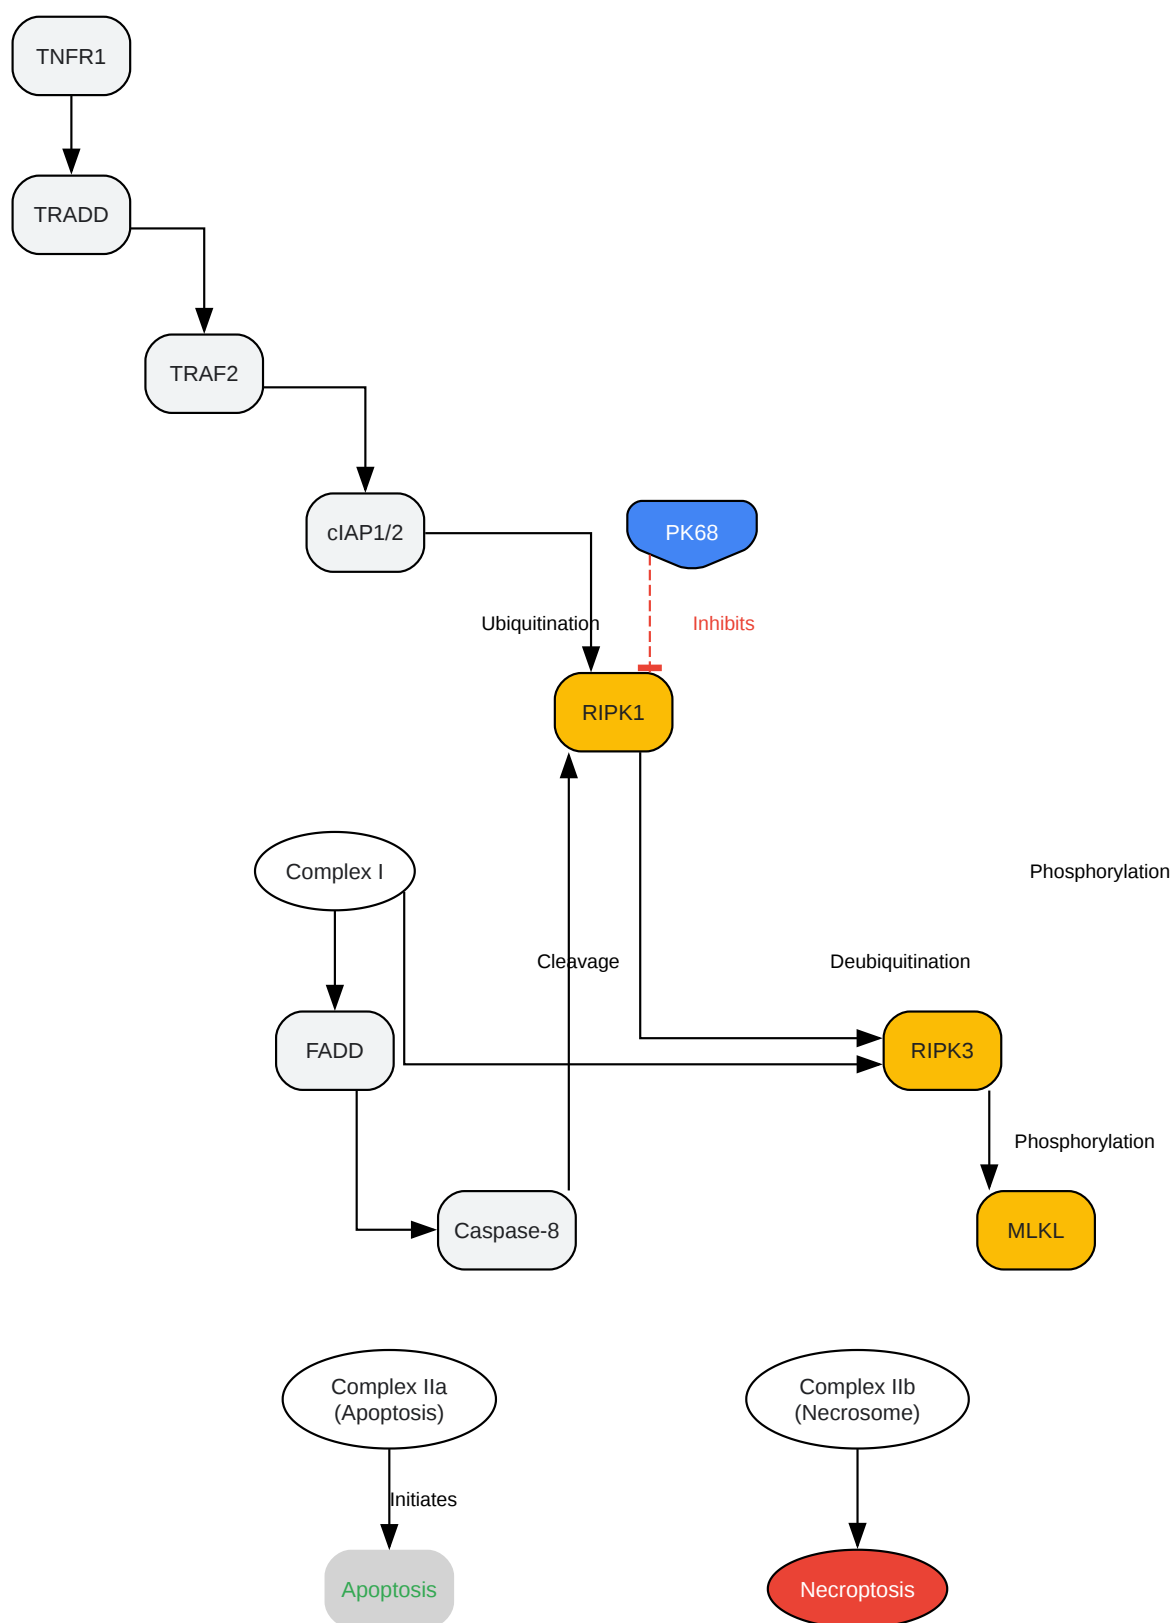 TNFR1
TRADD
TRAF2
cIAP1/2
PK68
Ubiquitination
Inhibits
RIPK1
Complex I
Phosphorylation
Cleavage
Deubiquitination
FADD
RIPK3
Phosphorylation
Caspase-8
MLKL
Complex IIa
(Apoptosis)
Complex IIb
(Necrosome)
Initiates
Apoptosis
Necroptosis